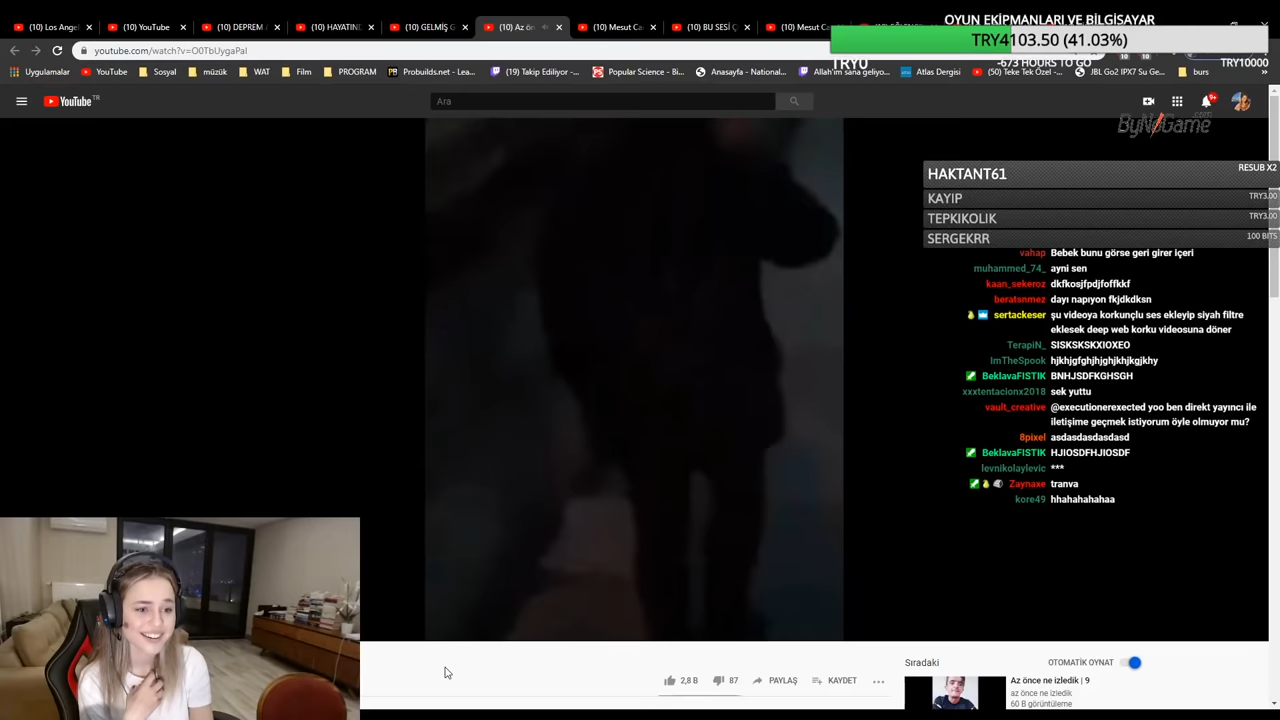 (10) Los Angel
(10) YouTube
(10) DEPREM A
(10) HAYATIND
(10) GELMİŞ G
(10) Az ön
(10) Mesut Ca
(10) BU SESİ Ç
(10) Mesut Ca
OYUN EKİPMANLARI VE BİLGİSAYAR
TRY4103.50 (41.03%)
TRY0
-673 HOURS TO GO
TRY10000
youtube.com/watch?v=O0TbUygaPaI
Uygulamalar
YouTube
Sosyal
müzik
WAT
Film
PROGRAM
Probuilds.net - Lea...
(19) Takip Ediliyor -...
Popular Science - Bi...
Anasayfa - National...
Allah'ım sana geliyo...
Atlas Dergisi
(50) Teke Tek Özel -...
JBL Go2 IPX7 Su Ge...
burs
YouTube TR
Ara
9+
ByNoGame.com
HAKTANT61 RESUB X2
KAYIP TRY3.00
TEPKIKOLIK TRY3.00
SERGEKRR 100 BITS
vahap Bebek bunu görse geri girer içeri
muhammed_74_ ayni sen
kaan_sekeroz dkfkosjfpdjfoffkkf
beratsnmez dayı napıyon fkjdkdksn
sertackeser şu videoya korkunçlu ses ekleyip siyah filtre
eklesek deep web korku videosuna döner
TerapiN_ SISKSKSKXIOXEO
ImTheSpook hjkhjgfghjhjghjkhjkgjkhy
BeklavaFISTIK BNHJSDFKGHSGH
xxxtentacionx2018 sek yuttu
vault_creative @executionerexected yoo ben direkt yayıncı ile
iletişime geçmek istiyorum öyle olmuyor mu?
8pixel asdasdasdasdasd
BeklavaFISTIK HJIOSDFHJIOSDF
levnikolaylevic ***
Zaynaxe tranva
kore49 hhahahahahaa
Sıradaki
OTOMATİK OYNAT
2,8 B
87
PAYLAŞ
KAYDET
Az önce ne izledik | 9
az önce ne izledik
60 B görüntüleme